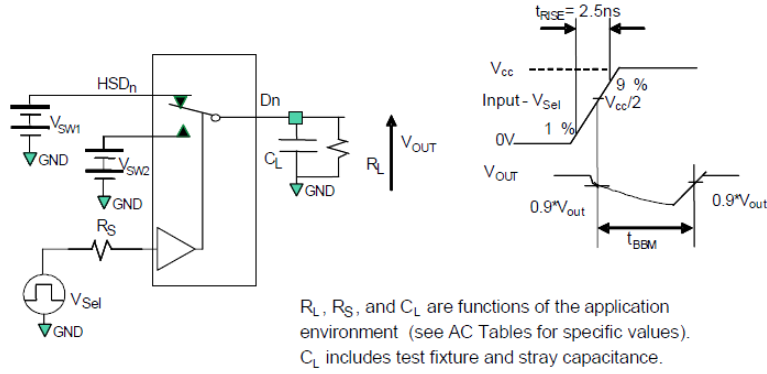 tRISE= 2.5ns
Vcc
9 %
Input - VSel
Vcc/2
1 %
0V
VOUT
0.9*Vout
0.9*Vout
tBBM
HSDn
Dn
VSW1
GND
VSW2
GND
CL
RL
VOUT
GND
RS
VSel
GND
RL, RS, and CL are functions of the application
environment (see AC Tables for specific values).
CL includes test fixture and stray capacitance.